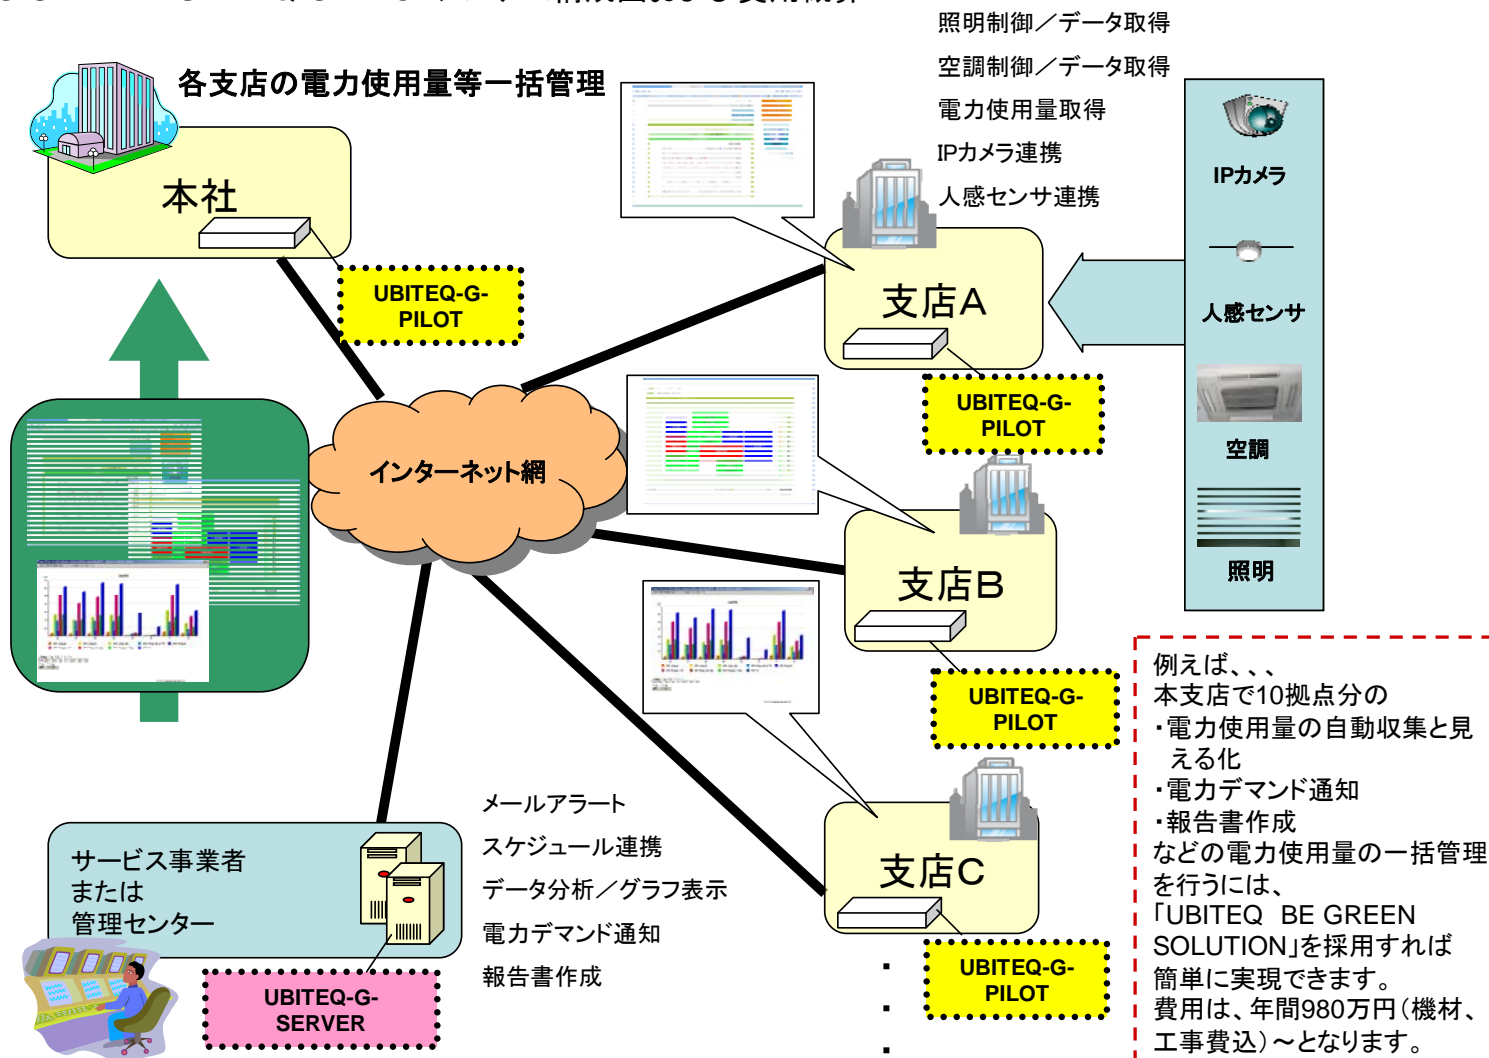 各支店の電力使用量等一括管理
本社
UBITEQ-G-
PILOT
照明制御／データ取得
空調制御／データ取得
電力使用量取得
IPカメラ連携
人感センサ連携
支店A
UBITEQ-G-
PILOT
IPカメラ
人感センサ
空調
照明
インターネット網
支店B
UBITEQ-G-
PILOT
支店C
UBITEQ-G-
PILOT
サービス事業者
または
管理センター
UBITEQ-G-
SERVER
メールアラート
スケジュール連携
データ分析／グラフ表示
電力デマンド通知
報告書作成
例えば、、、
本支店で10拠点分の
・電力使用量の自動収集と見
える化
・電力デマンド通知
・報告書作成
などの電力使用量の一括管理
を行うには、
「UBITEQ　BE GREEN
SOLUTION」を採用すれば
簡単に実現できます。
費用は、年間980万円（機材、
工事費込）～となります。